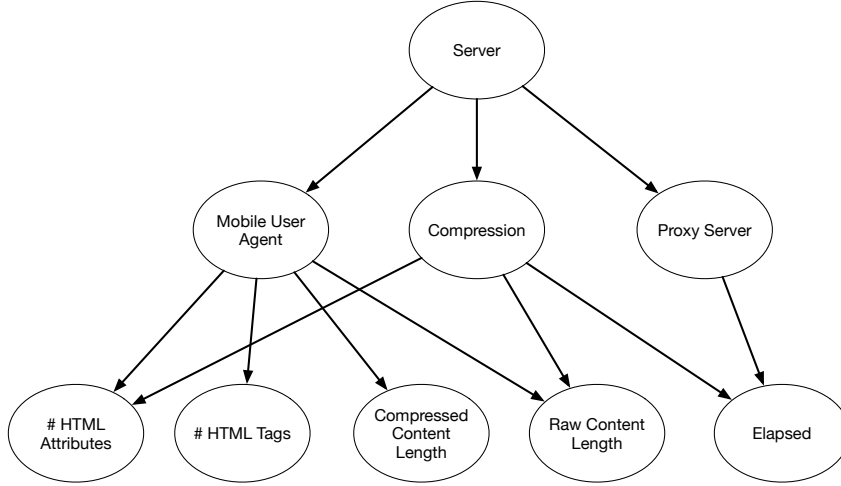 Server
Mobile User
Agent
Compression
Proxy Server
# HTML
Attributes
# HTML Tags
Compressed
Content
Length
Raw Content
Length
Elapsed